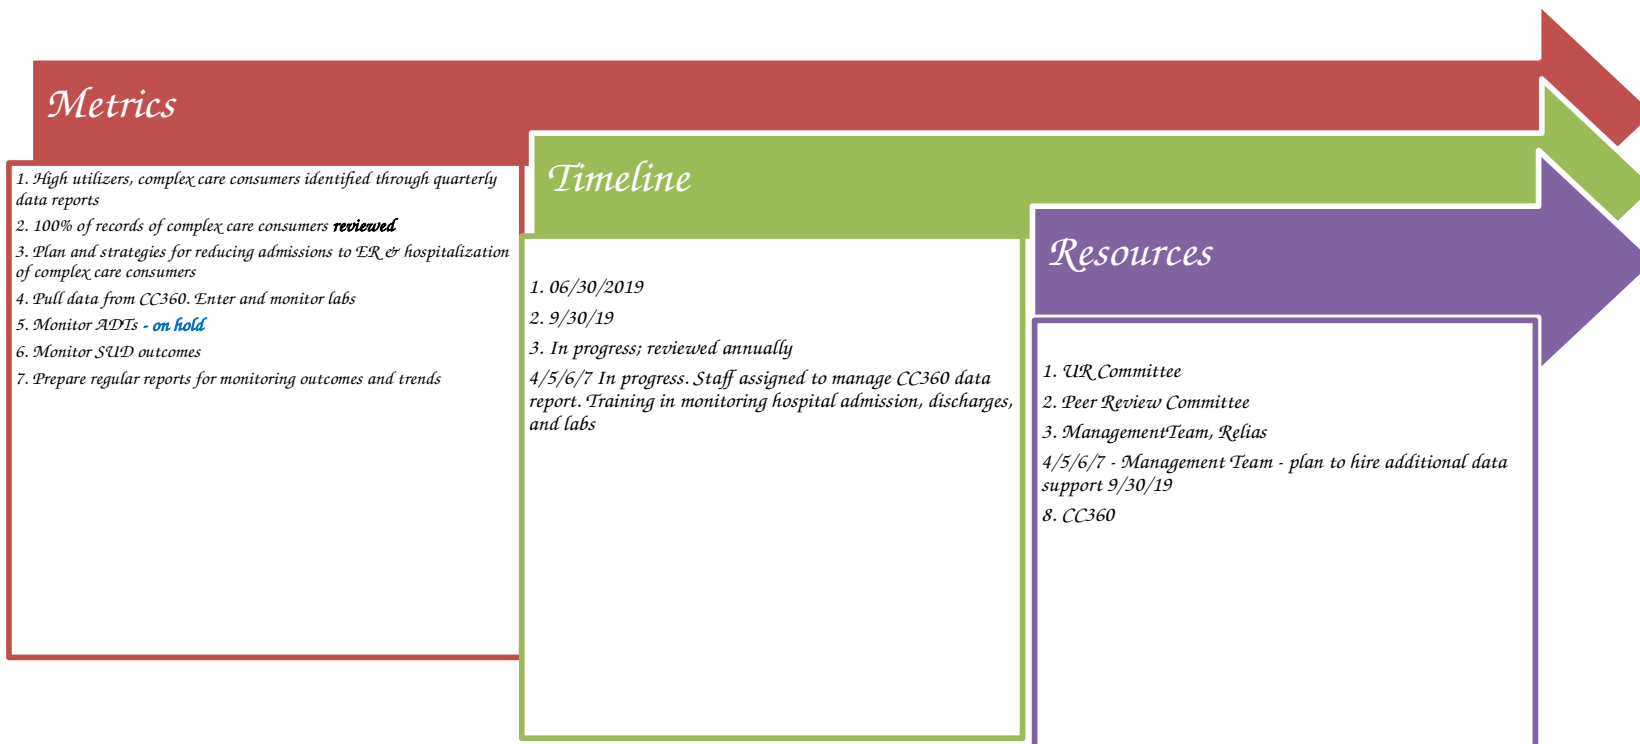 Metrics
1. High utilizers, complex care consumers identified through quarterly
data reports
2. 100% of records of complex care consumers reviewed
3. Plan and strategies for reducing admissions to ER & hospitalization
of complex care consumers
4. Pull data from CC360. Enter and monitor labs
5. Monitor ADTs - on hold
6. Monitor SUD outcomes
7. Prepare regular reports for monitoring outcomes and trends
Timeline
1. 06/30/2019
2. 9/30/19
3. In progress; reviewed annually
4/5/6/7 In progress. Staff assigned to manage CC360 data
report. Training in monitoring hospital admission, discharges,
and labs
Resources
1. UR Committee
2. Peer Review Committee
3. ManagementTeam, Relias
4/5/6/7 - Management Team - plan to hire additional data
support 9/30/19
8. CC360